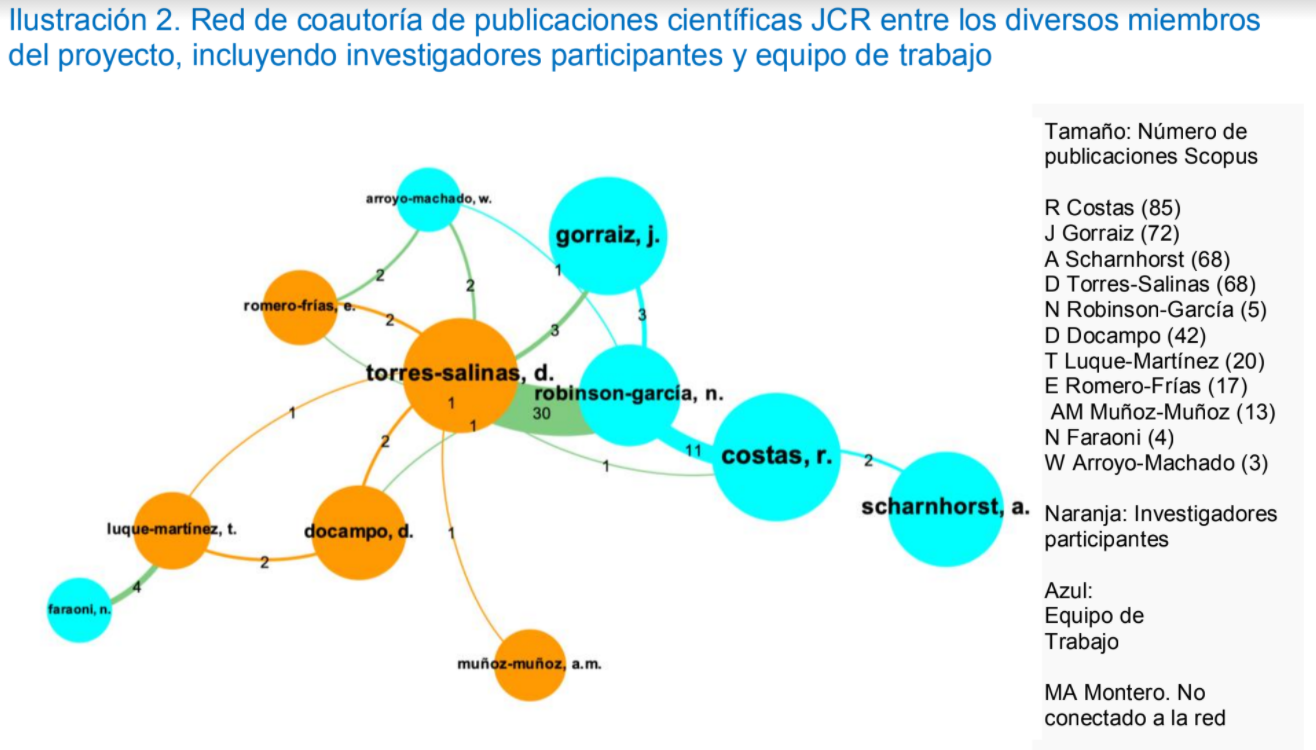 Ilustración 2. Red de coautoría de publicaciones científicas JCR entre los diversos miembros
del proyecto, incluyendo investigadores participantes y equipo de trabajo
arroyo-machado, w.
gorraiz, j.
1
2
2
romero-frías, e.
2
3
3
torres-salinas, d.
robinson-garcía, n.
1
30
1
1
2
11
costas, r.
2
1
scharnhorst, a.
luque-martínez, t.
docampo, d.
1
2
4
faraoni, n.
muñoz-muñoz, a.m.
Tamaño: Número de
publicaciones Scopus
R Costas (85)
J Gorraiz (72)
A Scharnhorst (68)
D Torres-Salinas (68)
N Robinson-García (5)
D Docampo (42)
T Luque-Martínez (20)
E Romero-Frías (17)
AM Muñoz-Muñoz (13)
N Faraoni (4)
W Arroyo-Machado (3)
Naranja: Investigadores
participantes
Azul:
Equipo de
Trabajo
MA Montero. No
conectado a la red